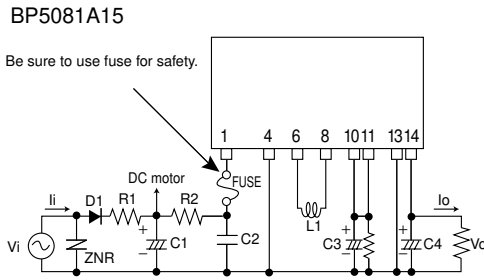 BP5081A15
Be sure to use fuse for safety.
1 4 6 8 10 11 13 14
DC motor
FUSE
Ii D1 R1 R2 L1 Io
Vi ZNR + − C1 C2 C3 + − + − C4 Vo